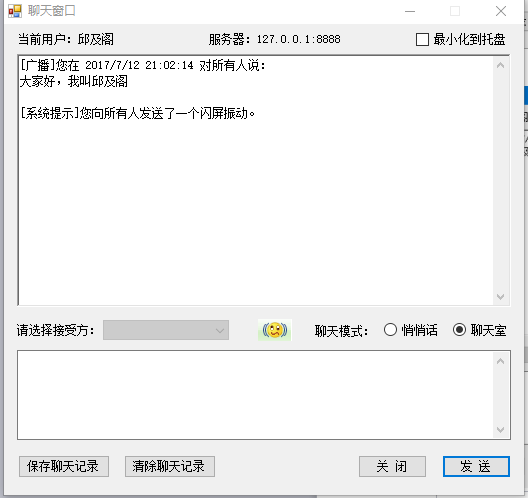 聊天窗口
当前用户：邱及阁 服务器：127.0.0.1:8888 最小化到托盘
[广播]您在 2017/7/12 21:02:14 对所有人说：
大家好，我叫邱及阁
[系统提示]您向所有人发送了一个闪屏振动。
请选择接受方： 聊天模式： 悄悄话 聊天室
保存聊天记录 清除聊天记录 关 闭 发 送